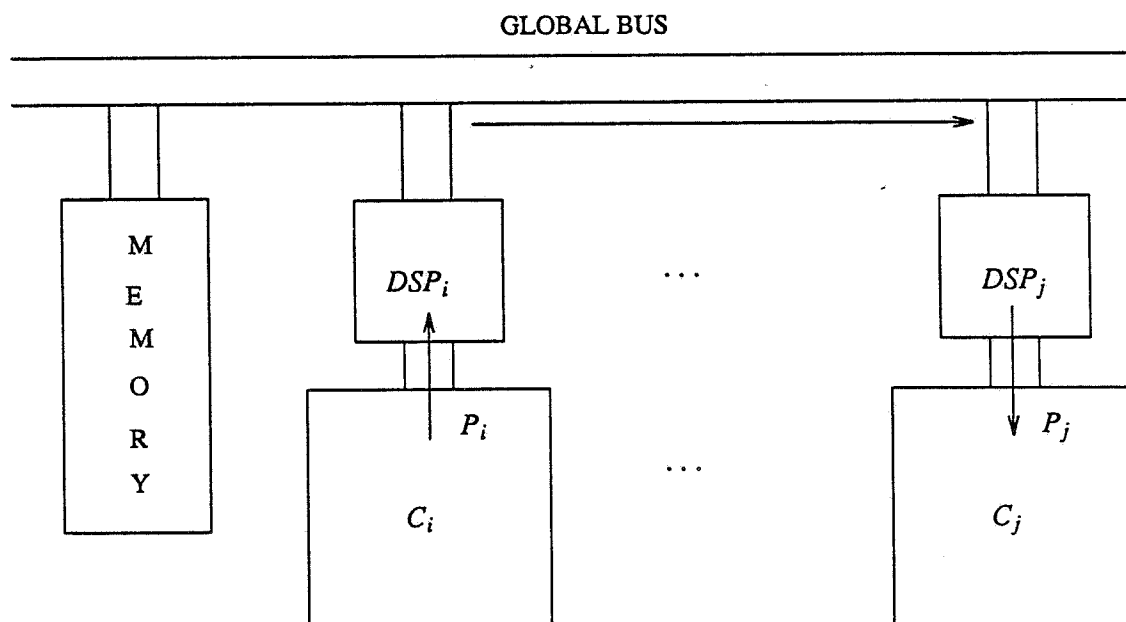 GLOBAL BUS
M
E
M
O
R
Y
DSP_i
...
DSP_j
P_i
P_j
...
C_i
C_j